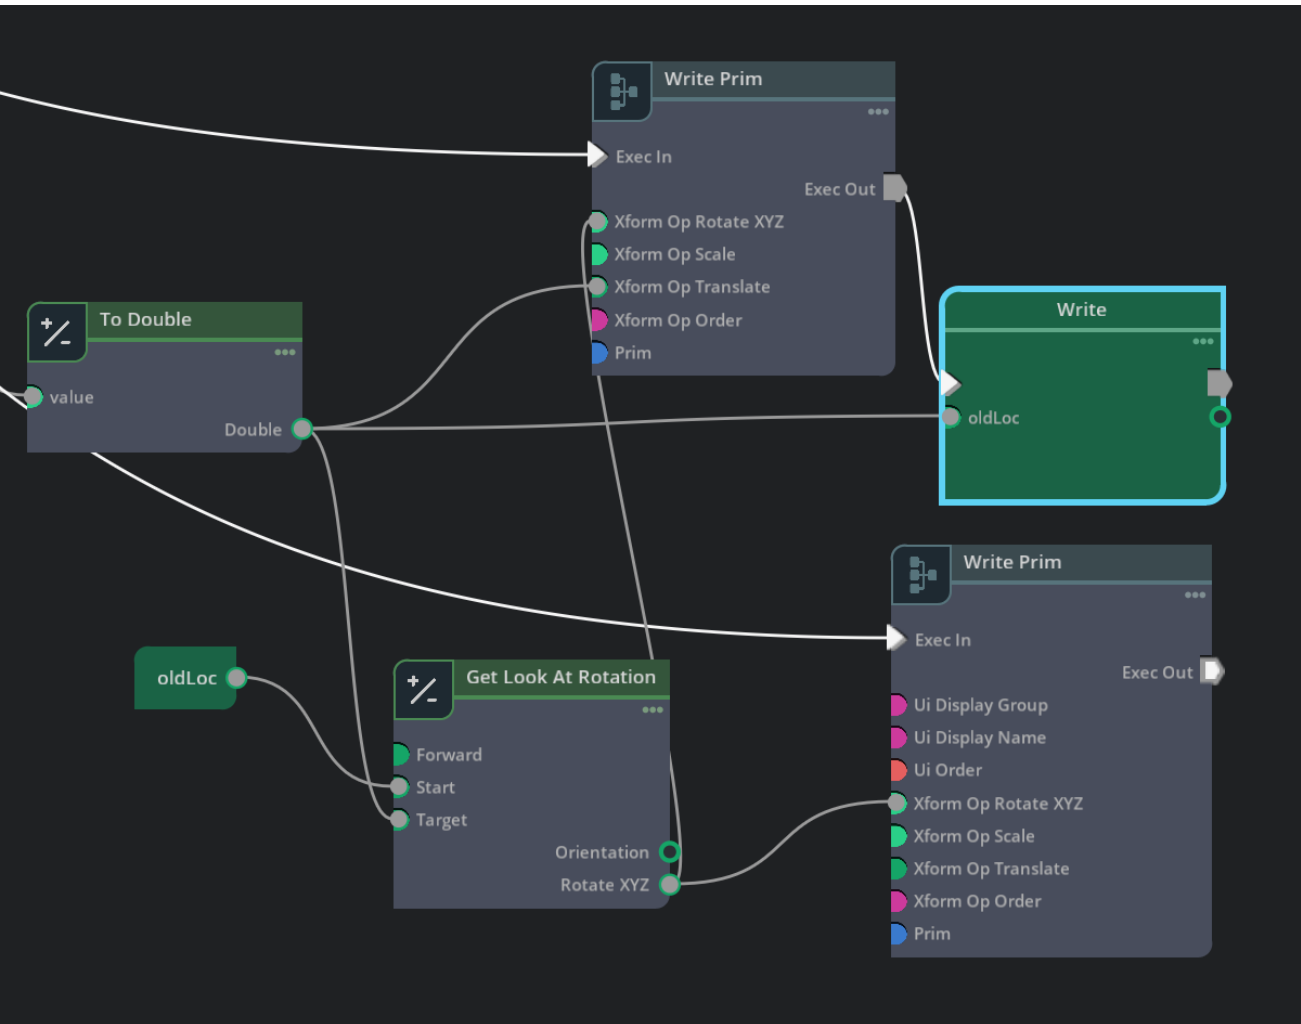 Write Prim
Exec In
Exec Out
Xform Op Rotate XYZ
Xform Op Scale
Xform Op Translate
Xform Op Order
Prim
To Double
value
Double
Write
oldLoc
Write Prim
Exec In
Exec Out
Ui Display Group
Ui Display Name
Ui Order
Xform Op Rotate XYZ
Xform Op Scale
Xform Op Translate
Xform Op Order
Prim
oldLoc
Get Look At Rotation
Forward
Start
Target
Orientation
Rotate XYZ